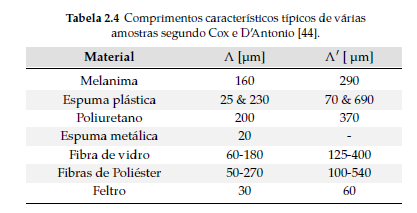 Tabela 2.4 Comprimentos característicos típicos de várias
amostras segundo Cox e D'Antonio [44].
Material Λ [µm] Λ′ [ µm]
Melanima 160 290
Espuma plástica 25 & 230 70 & 690
Poliuretano 200 370
Espuma metálica 20 -
Fibra de vidro 60-180 125-400
Fibras de Poliéster 50-270 100-540
Feltro 30 60